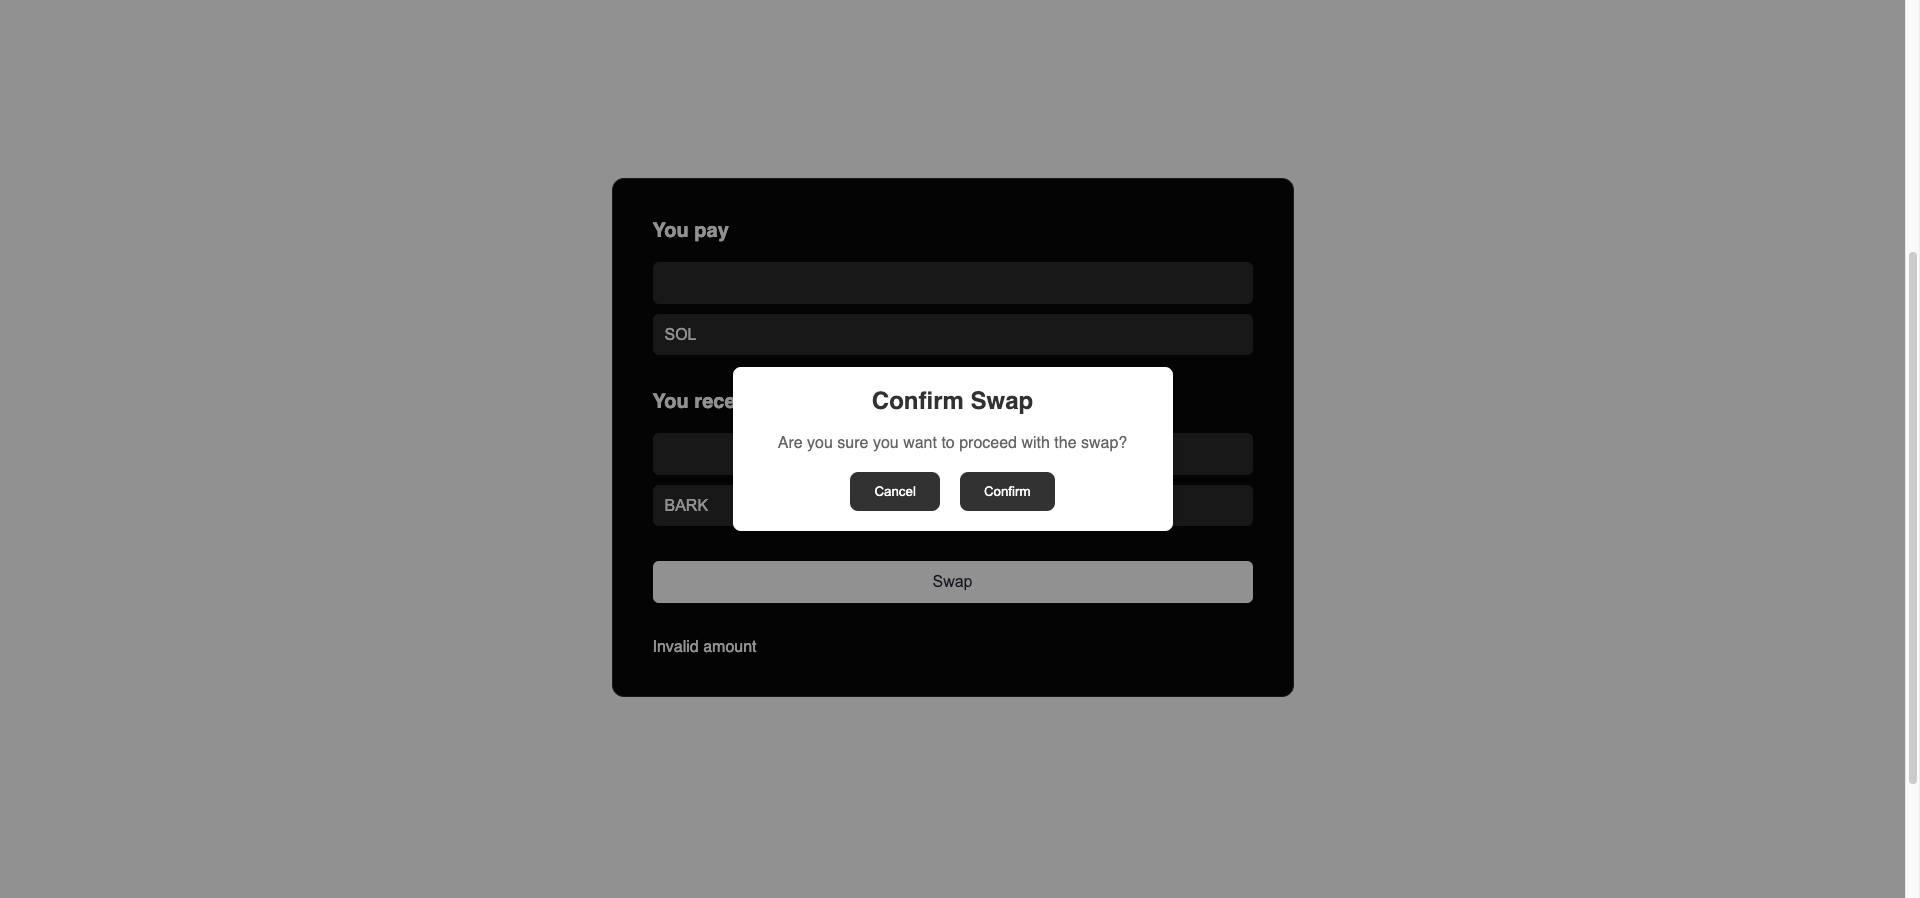 You pay
SOL
You rece
Confirm Swap
Are you sure you want to proceed with the swap?
Cancel
Confirm
BARK
Swap
Invalid amount